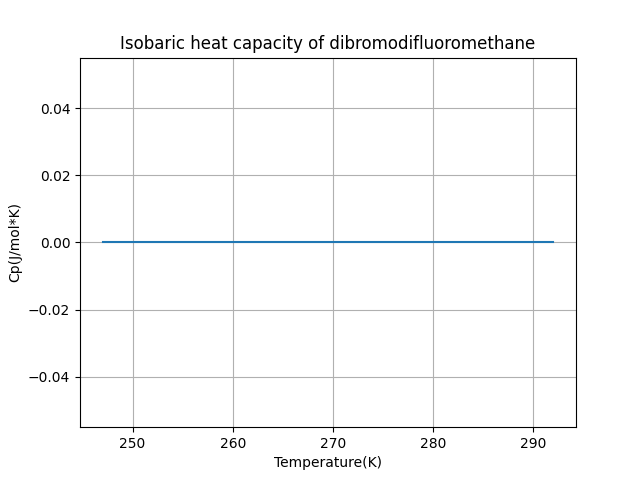 Isobaric heat capacity of dibromodifluoromethane
0.04
0.02
0.00
−0.02
−0.04
Cp(J/mol*K)
250 260 270 280 290
Temperature(K)